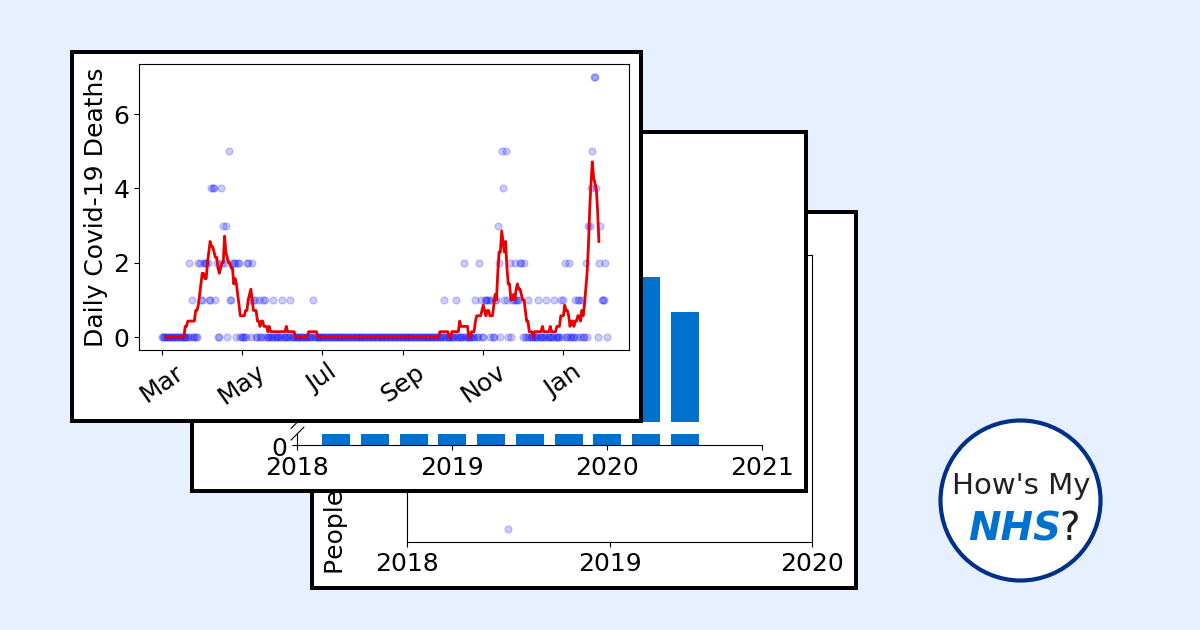 Daily Covid-19 Deaths
6
4
2
0
Mar May Jul Sep Nov Jan
0
2018 2019 2020 2021
People
2018 2019 2020
How's My
NHS?